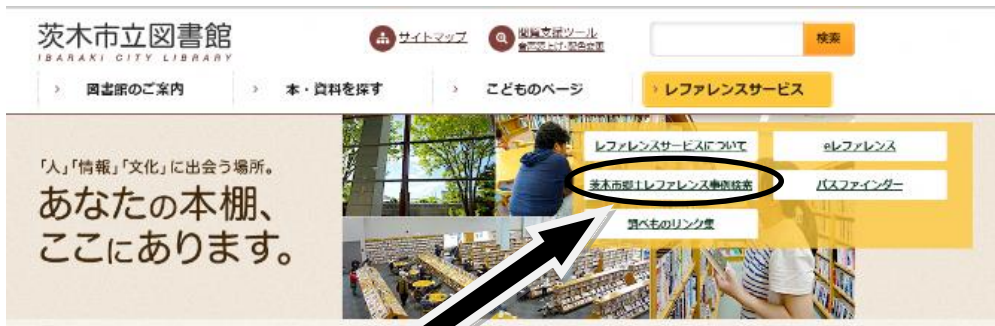 茨木市立図書館
IBARAKI CITY LIBRARY
サイトマップ
閲覧支援ツール
音声読上げ・配色変更
検索
図書館のご案内
本・資料を探す
こどものページ
レファレンスサービス
レファレンスサービスについて
eレファレンス
茨木市郷土レファレンス事例検索
パスファインダー
調べものリンク集
「人」「情報」「文化」に出会う場所。
あなたの本棚、
ここにあります。